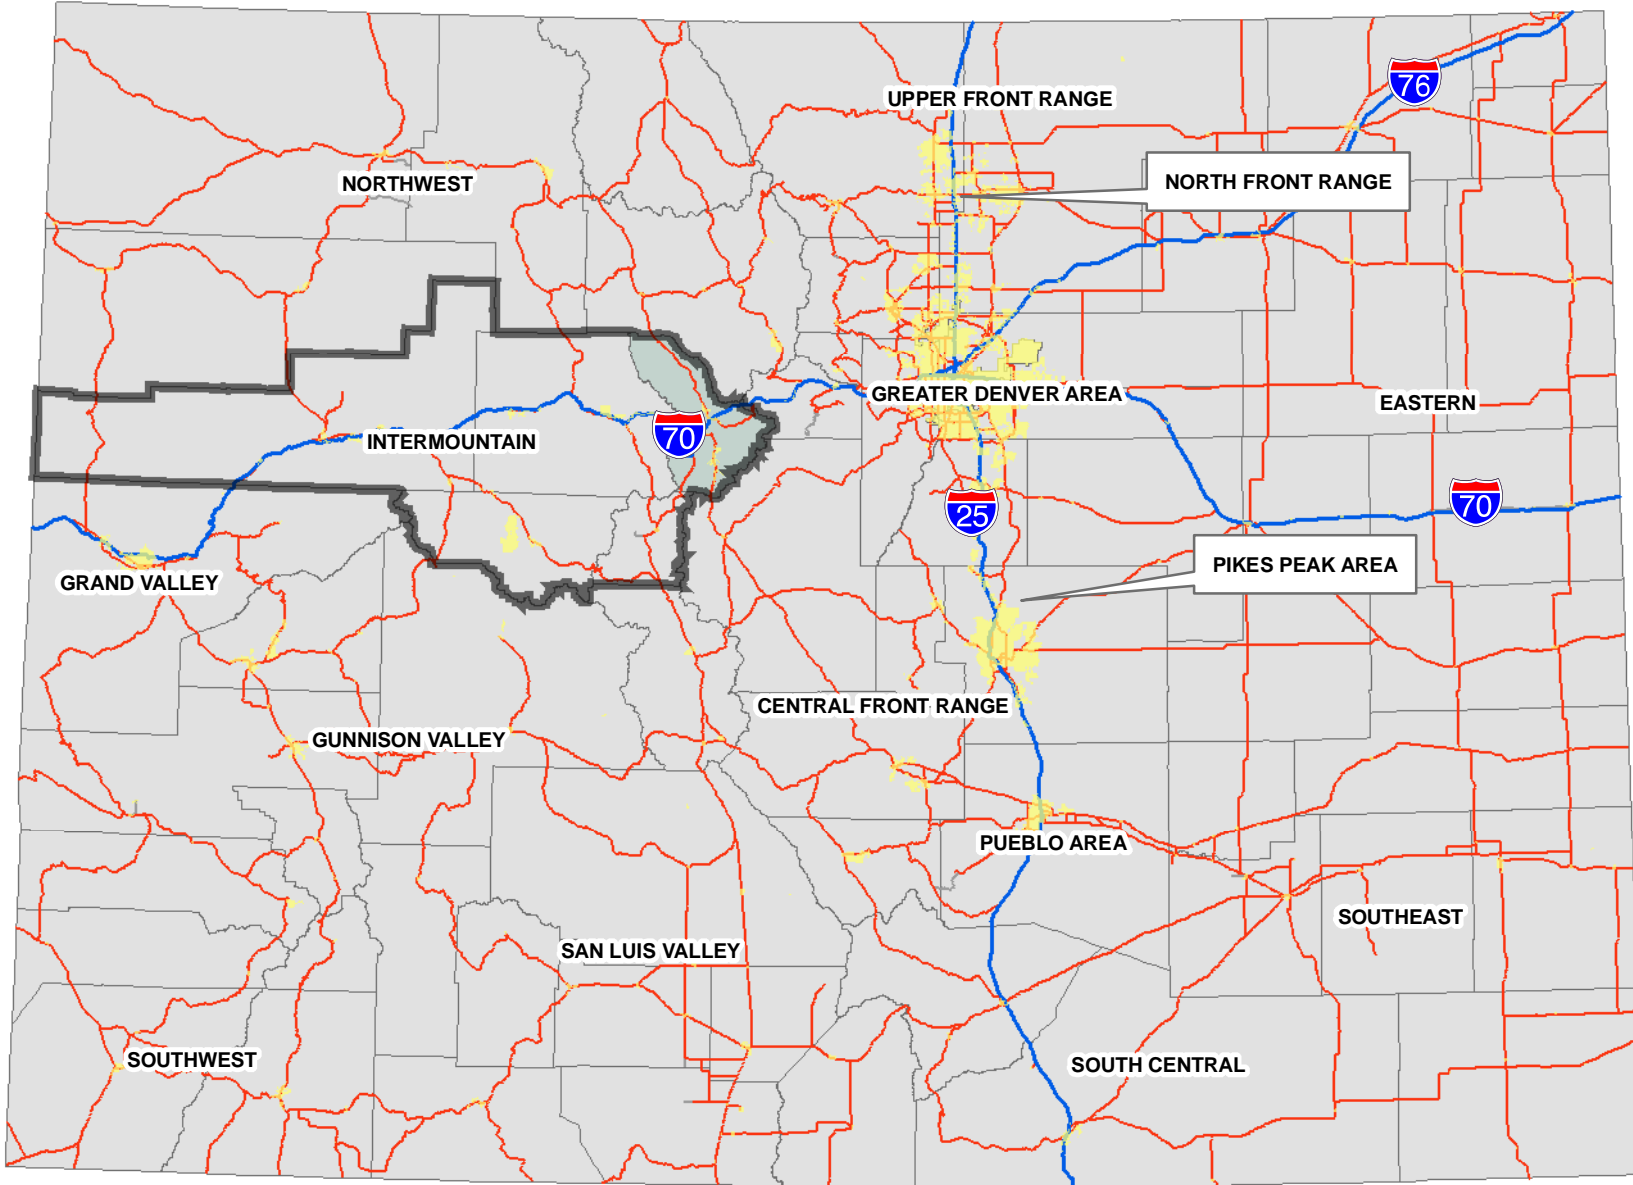 76
UPPER FRONT RANGE
NORTH FRONT RANGE
NORTHWEST
GREATER DENVER AREA
EASTERN
INTERMOUNTAIN
70
70
25
PIKES PEAK AREA
GRAND VALLEY
CENTRAL FRONT RANGE
GUNNISON VALLEY
PUEBLO AREA
SOUTHEAST
SAN LUIS VALLEY
SOUTHWEST
SOUTH CENTRAL